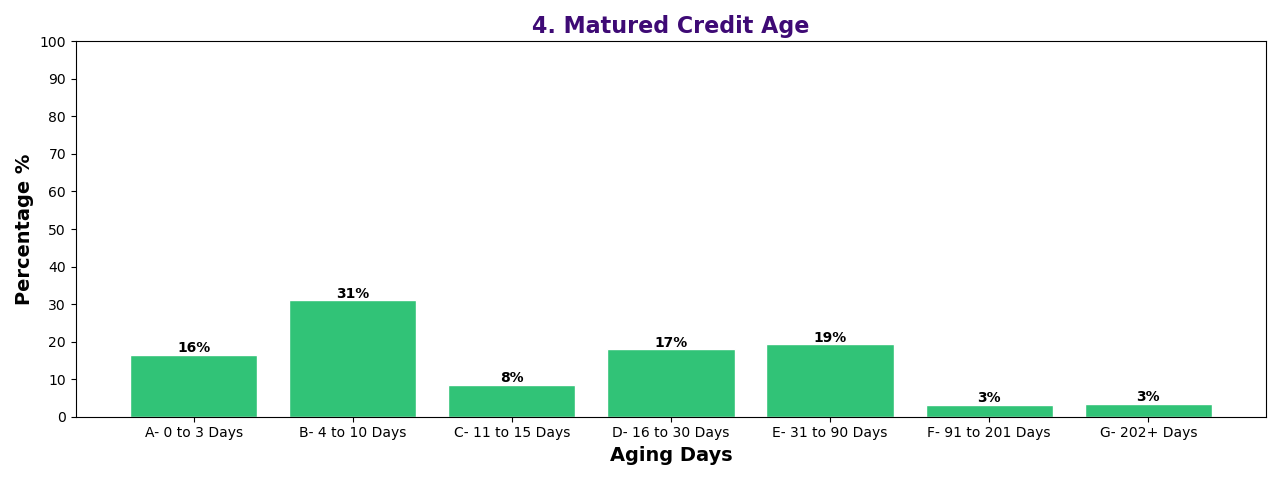 4. Matured Credit Age
Percentage %
100
90
80
70
60
50
40
30
20
10
0
16%
31%
8%
17%
19%
3%
3%
A- 0 to 3 Days
B- 4 to 10 Days
C- 11 to 15 Days
D- 16 to 30 Days
E- 31 to 90 Days
F- 91 to 201 Days
G- 202+ Days
Aging Days